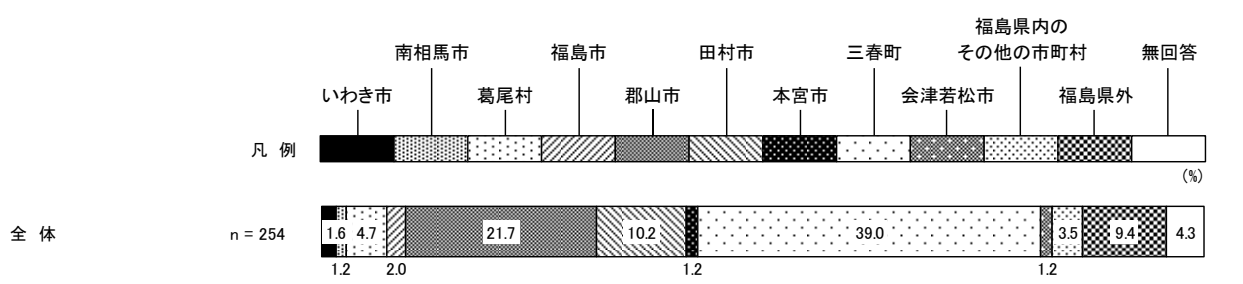 福島県内の
南相馬市 福島市 田村市 三春町 その他の市町村 無回答
いわき市 葛尾村 郡山市 本宮市 会津若松市 福島県外
凡 例
(%)
全 体 n = 254 1.6 4.7 21.7 10.2 39.0 3.5 9.4 4.3
1.2 2.0 1.2 1.2